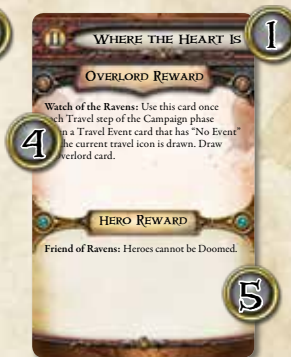 II
WHERE THE HEART IS
1
OVERLORD REWARD
Watch of the Ravens: Use this card once
ch Travel step of the Campaign phase
n a Travel Event card that has “No Event”
the current travel icon is drawn. Draw
verlord card.
4
HERO REWARD
Friend of Ravens: Heroes cannot be Doomed.
5